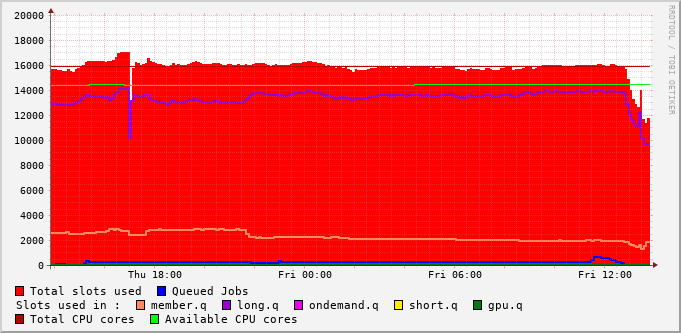 20000
18000
16000
14000
12000
10000
8000
6000
4000
2000
0
Thu 18:00 Fri 00:00 Fri 06:00 Fri 12:00
Total slots used Queued Jobs
Slots used in : member.q long.q ondemand.q short.q gpu.q
Total CPU cores Available CPU cores
RRDTOOL / TOBI OETIKER